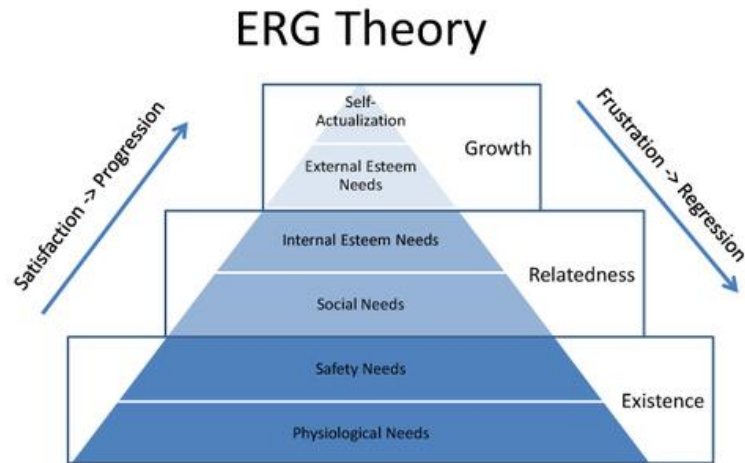 ERG Theory
Satisfaction -> Progression
Frustration -> Regression
Self-
Actualization
Growth
External Esteem
Needs
Internal Esteem Needs
Relatedness
Social Needs
Safety Needs
Existence
Physiological Needs